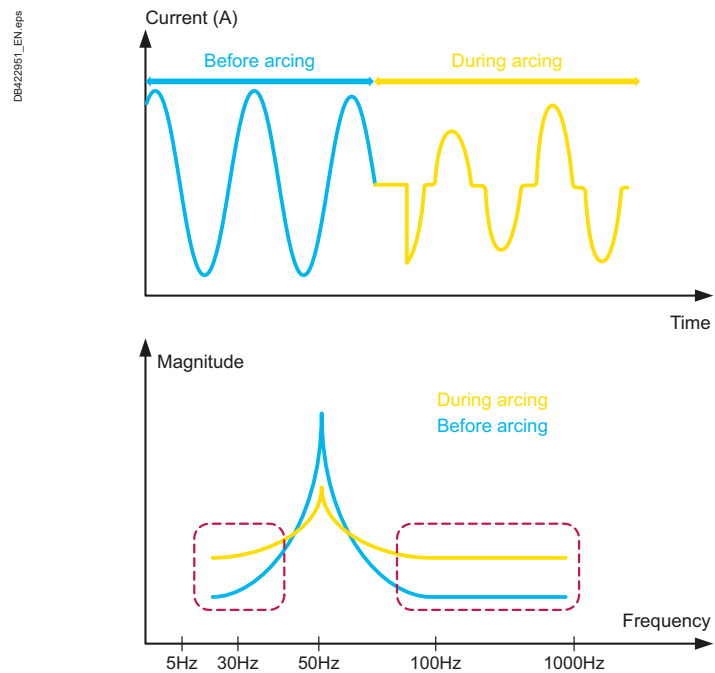 DB422951_EN.eps
Current (A)
Before arcing
During arcing
Time
Magnitude
During arcing
Before arcing
Frequency
5Hz 30Hz 50Hz 100Hz 1000Hz